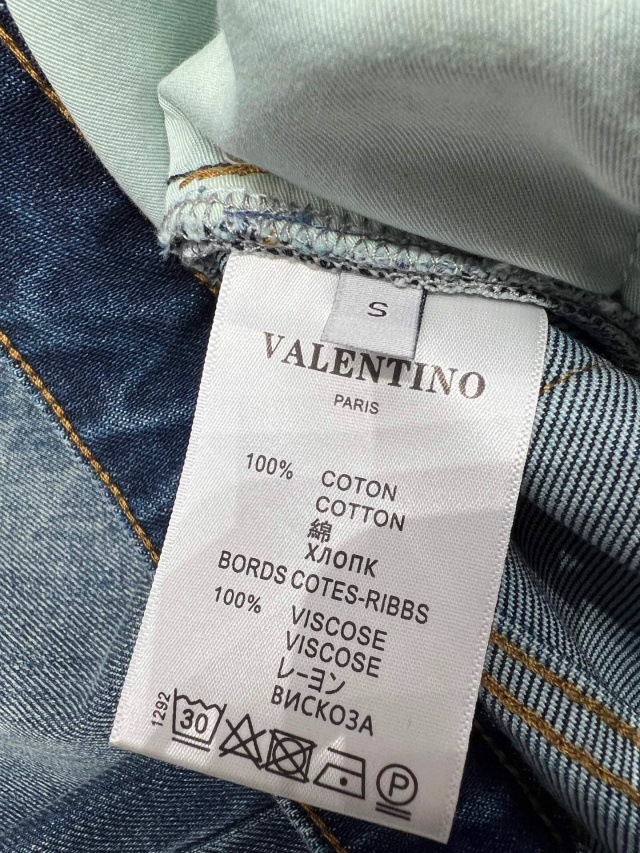 S
VALENTINO
PARIS
100% COTON
COTTON
綿
ХЛОПК
BORDS COTES-RIBBS
100% VISCOSE
VISCOSE
レーヨン
ВИСКОЗА
1292
30
P